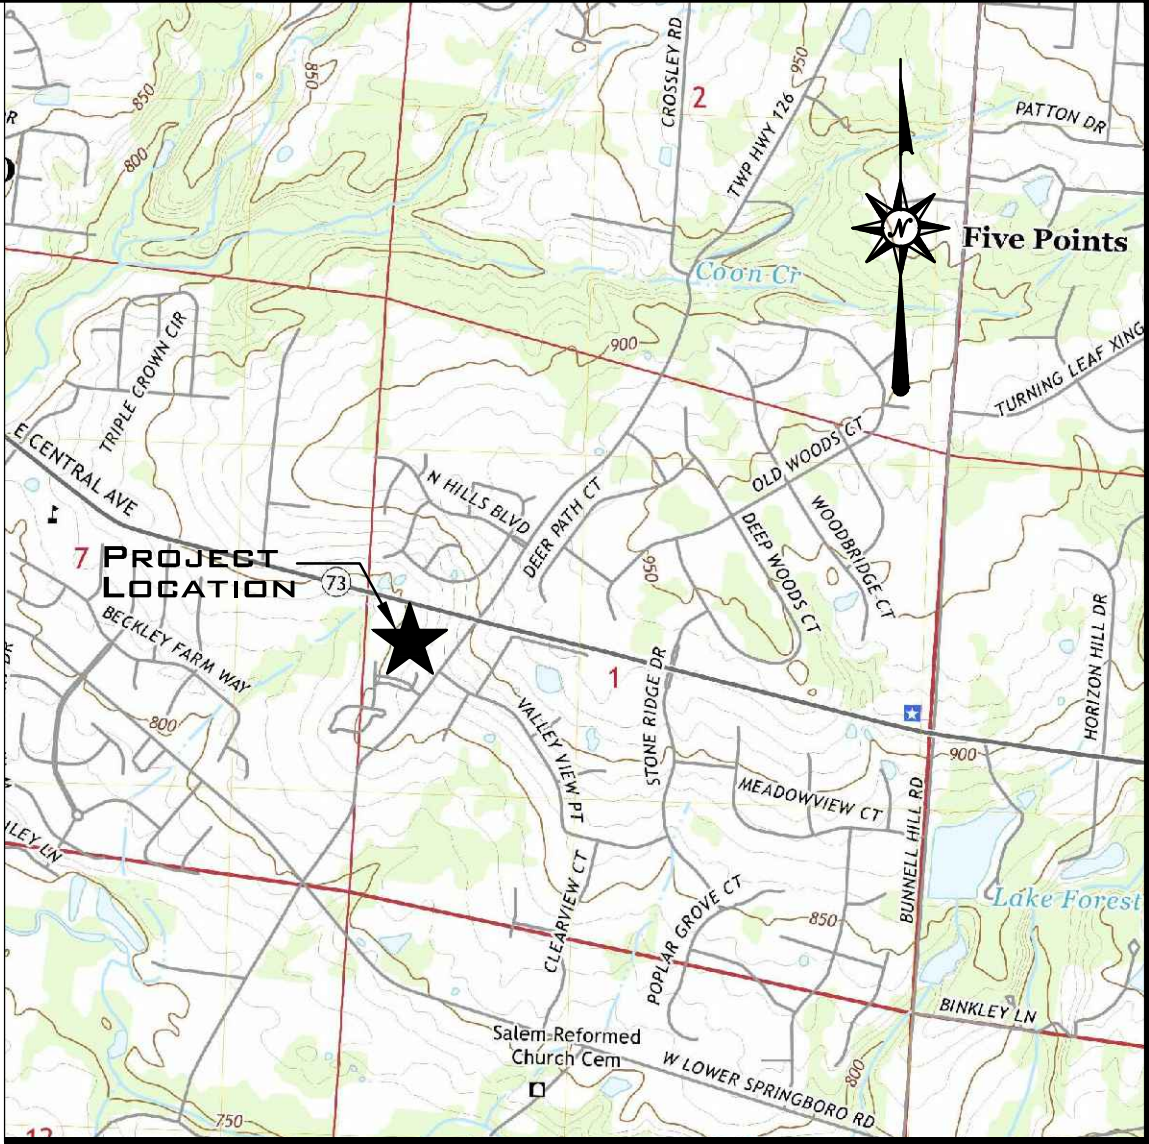 CROSSLEY RD
2
950
850
850
TWP HWY 126
PATTON DR
R
800
N
Five Points
Coon Cr
TRIPLE CROWN CIR
900
TURNING LEAF XING
E CENTRAL AVE
OLD WOODS CT
N HILLS BLVD
DEER PATH CT
WOODBRIDGE CT
DEEP WOODS CT
7
PROJECT
LOCATION
73
950
BECKLEY FARM WAY
HORIZON HILL DR
DR
1
STONE RIDGE DR
VALLEY VIEW PT
800
900
MEADOWVIEW CT
BUNNELL HILL RD
ILEY LN
Lake Forest
CLEARVIEW CT
POPLAR GROVE CT
850
BINKLEY LN
Salem Reformed
Church Cem
W LOWER SPRINGBORO RD
800
750
12